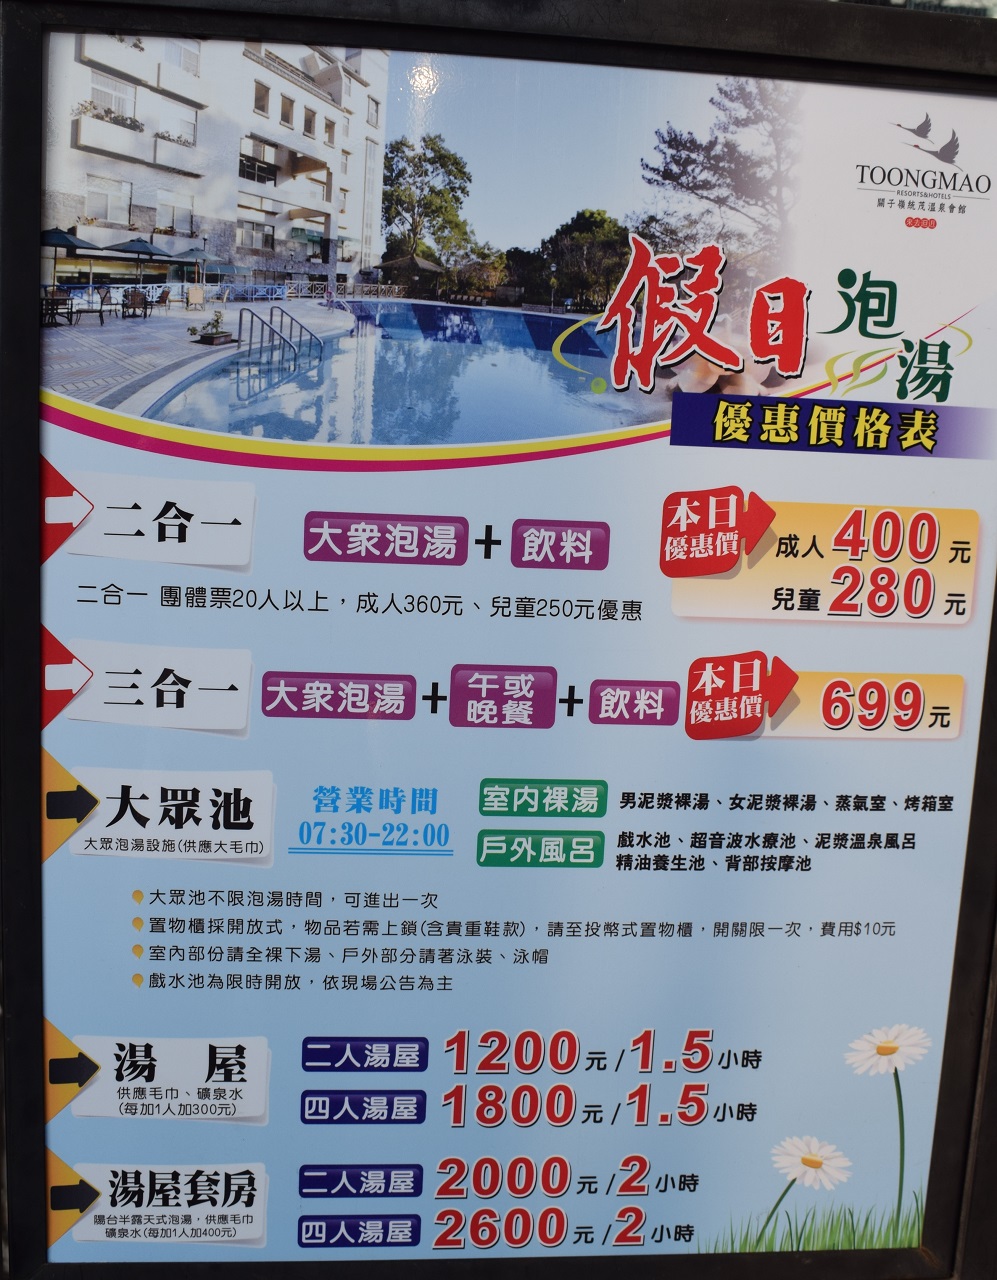 TOONGMAO
RESORTS&HOTELS
關子嶺統茂溫泉會館
假日泡湯
優惠價格表
二合一
大衆泡湯+飲料
本日
優惠價
成人400元
兒童280元
二合一 團體票20人以上，成人360元、兒童250元優惠
三合一
大衆泡湯+午或晚餐+飲料
本日
優惠價
699元
大眾池
大眾泡湯設施(供應大毛巾)
營業時間
07:30-22:00
室內裸湯 男泥漿裸湯、女泥漿裸湯、蒸氣室、烤箱室
戶外風呂 戲水池、超音波水療池、泥漿溫泉風呂
精油養生池、背部按摩池
大眾池不限泡湯時間，可進出一次
置物櫃採開放式，物品若需上鎖(含貴重鞋款)，請至投幣式置物櫃，開關限一次，費用$10元
室內部份請全裸下湯、戶外部分請著泳裝、泳帽
戲水池為限時開放，依現場公告為主
湯 屋
供應毛巾、礦泉水
(每加1人加300元)
二人湯屋 1200元/1.5小時
四人湯屋 1800元/1.5小時
湯屋套房
陽台半露天式泡湯，供應毛巾
礦泉水(每加1人加400元)
二人湯屋 2000元/2小時
四人湯屋 2600元/2小時